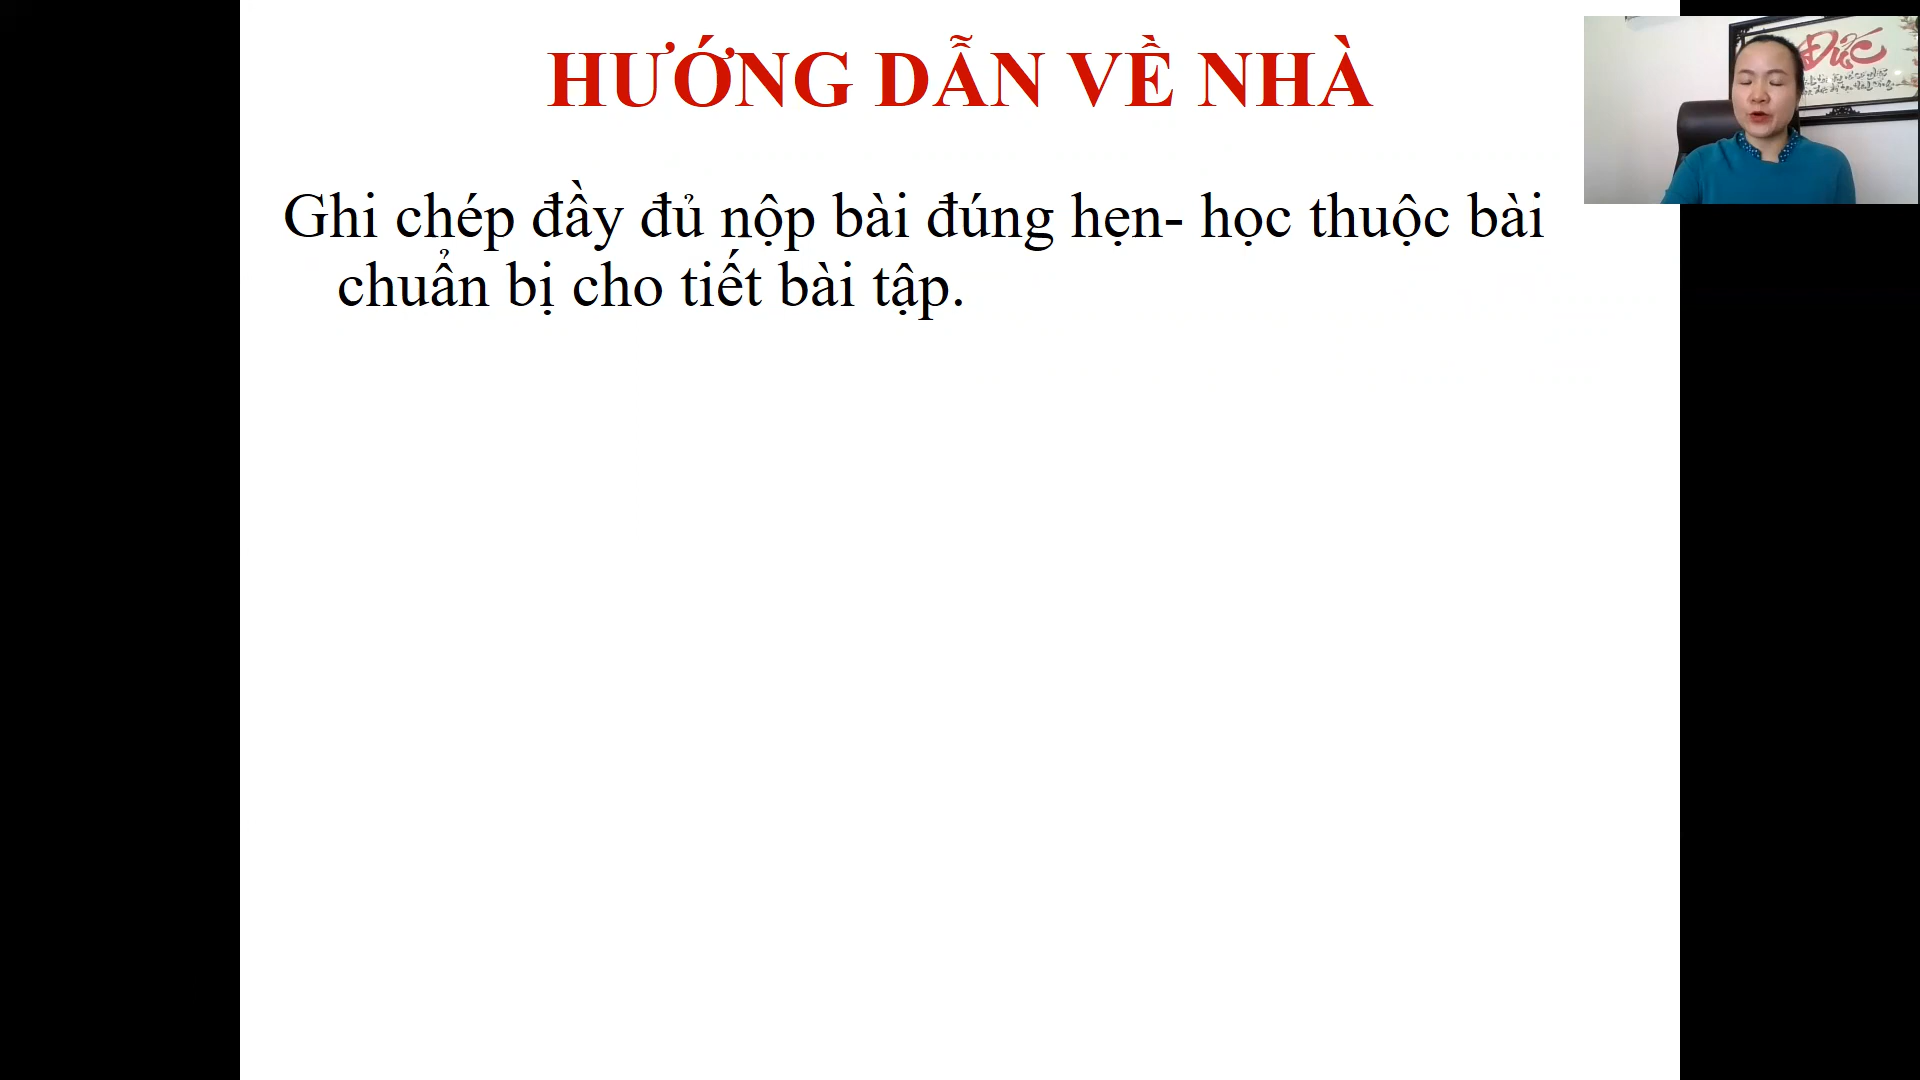 HƯỚNG DẪN VỀ NHÀ
Ghi chép đầy đủ nộp bài đúng hẹn- học thuộc bài
chuẩn bị cho tiết bài tập.
Đức